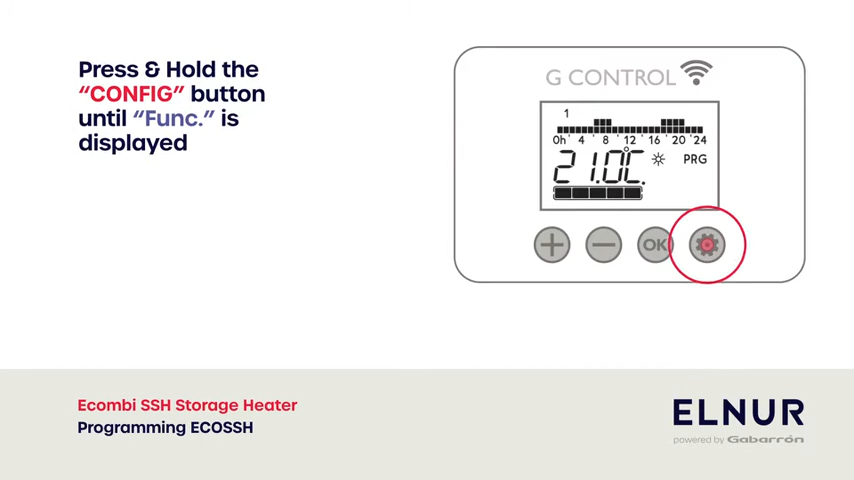 Press & Hold the
“CONFIG” button
until “Func.” is
displayed
G CONTROL
1
0h 4 8 12 16 20 24
21.0°C
PRG
OK
Ecombi SSH Storage Heater
Programming ECOSSH
ELNUR
powered by Gabarrón